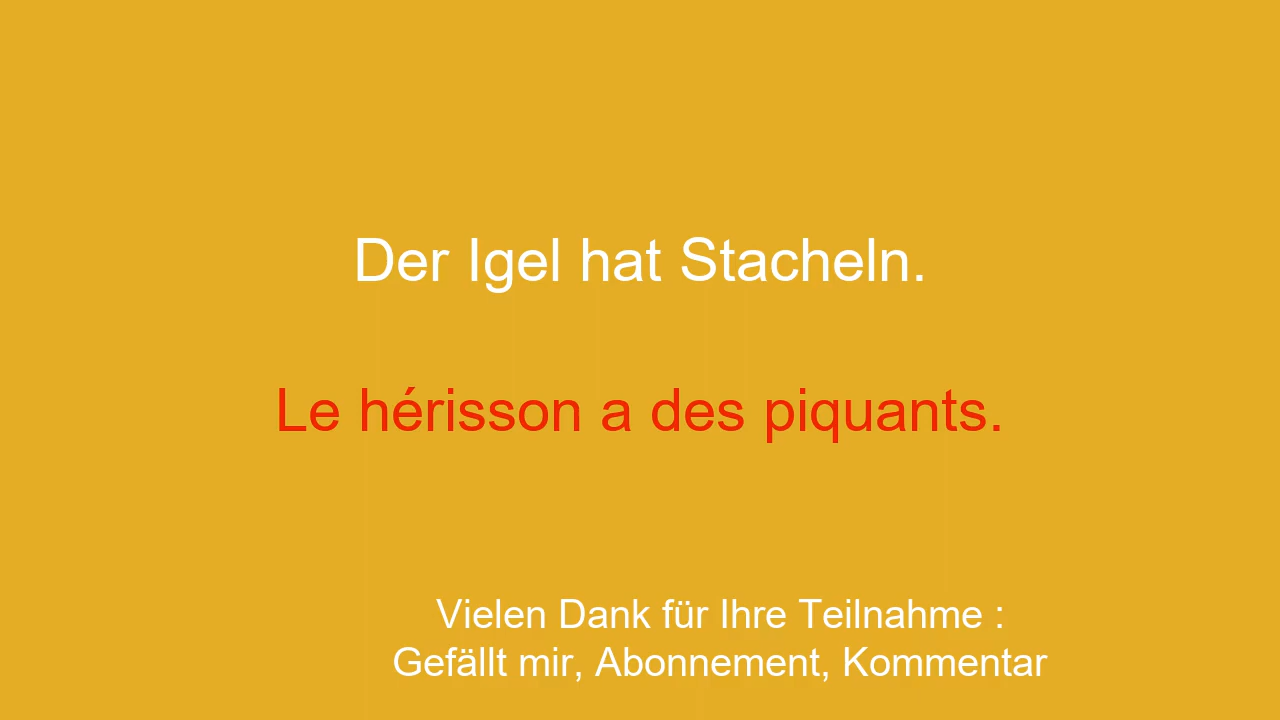 Der Igel hat Stacheln.
Le hérisson a des piquants.
Vielen Dank für Ihre Teilnahme :
Gefällt mir, Abonnement, Kommentar